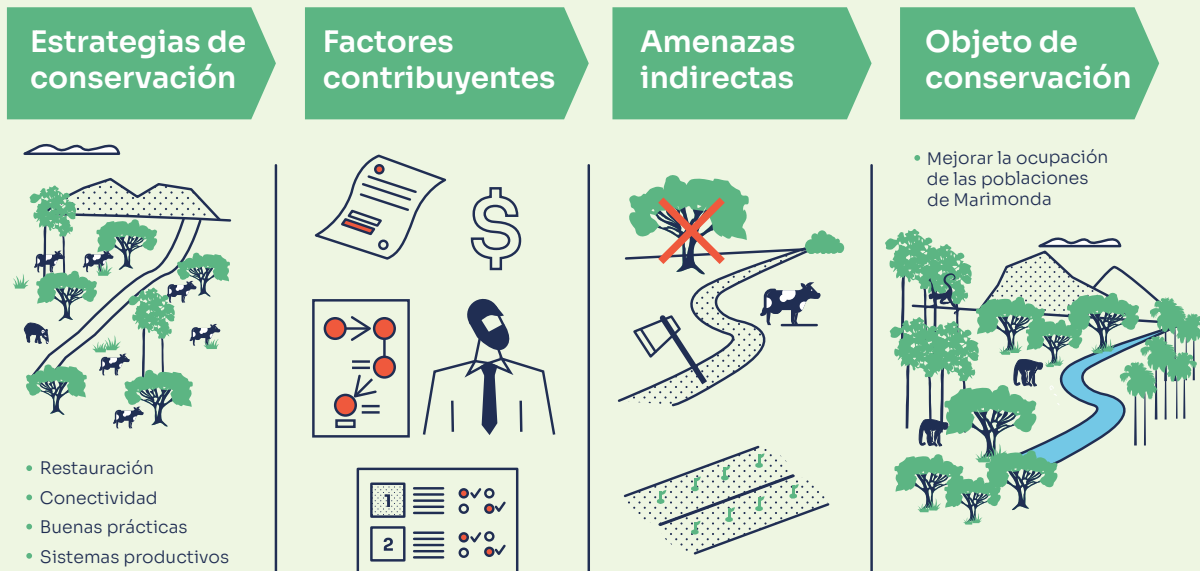 Estrategias de
conservación
Factores
contribuyentes
Amenazas
indirectas
Objeto de
conservación
• Mejorar la ocupación
de las poblaciones
de Marimonda
$
1
2
• Restauración
• Conectividad
• Buenas prácticas
• Sistemas productivos